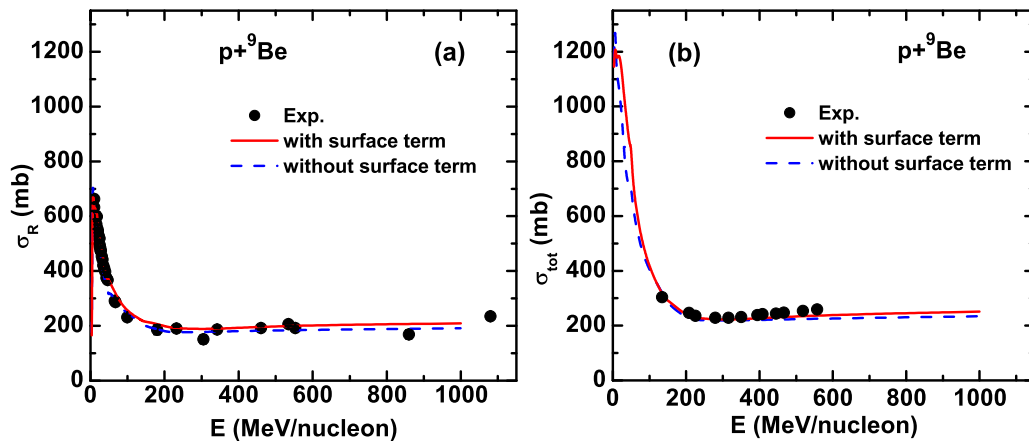 p+⁹Be
(a)
Exp.
with surface term
without surface term
σR (mb)
1200
1000
800
600
400
200
0
0 200 400 600 800 1000
E (MeV/nucleon)
(b)
p+⁹Be
Exp.
with surface term
without surface term
σtot (mb)
1200
1000
800
600
400
200
0
0 200 400 600 800 1000
E (MeV/nucleon)